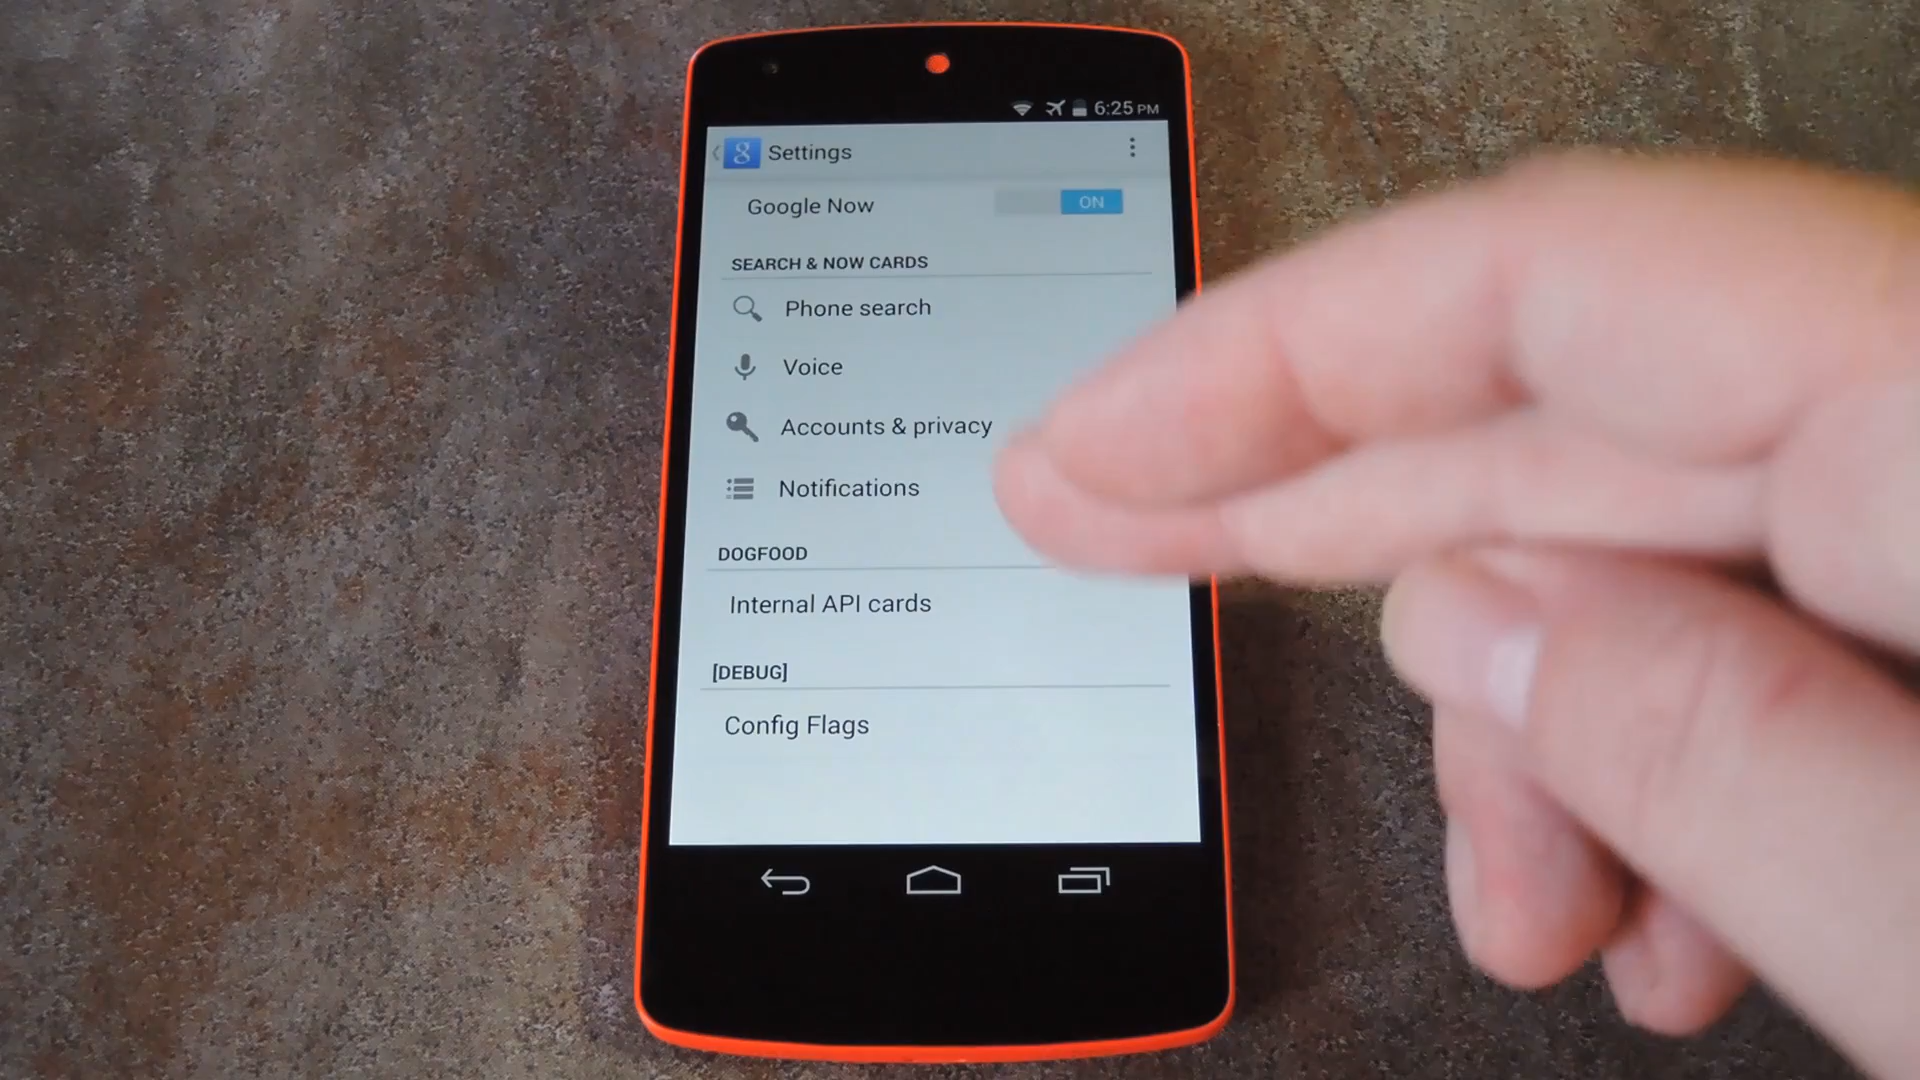 6:25 PM
8 Settings
Google Now ON
SEARCH & NOW CARDS
Phone search
Voice
Accounts & privacy
Notifications
DOGFOOD
Internal API cards
[DEBUG]
Config Flags